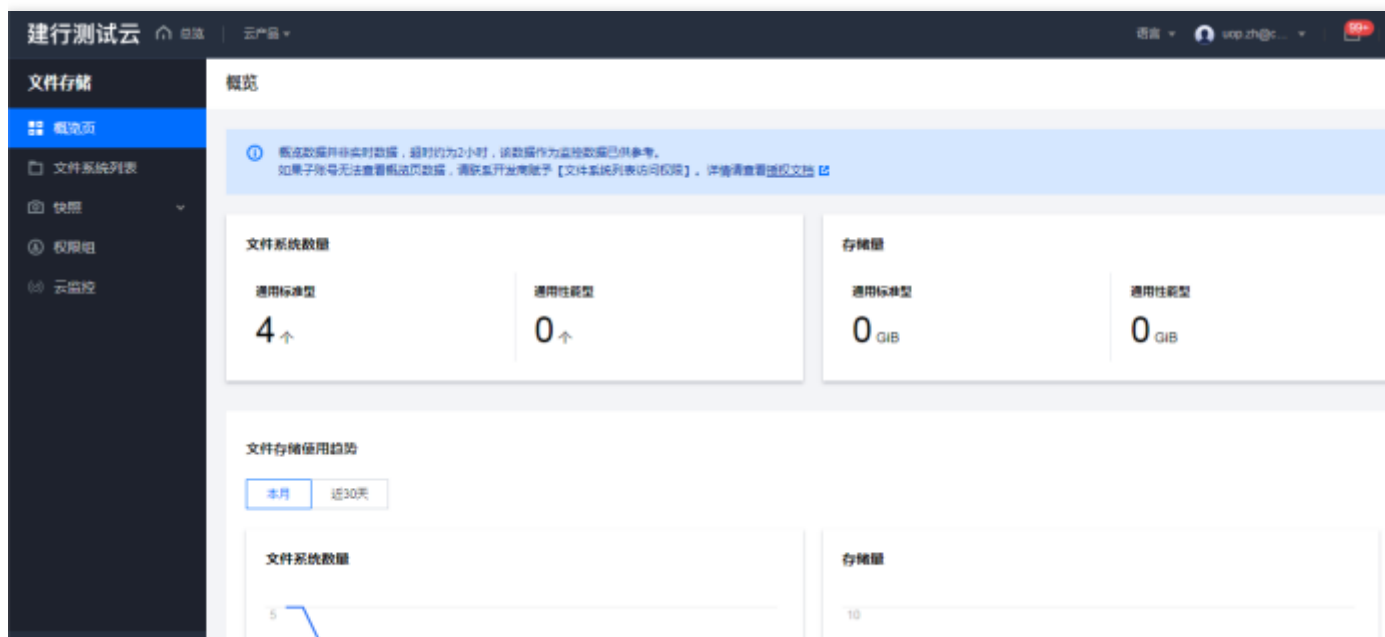 建行测试云 总览 云产品 语言 uop.zh@c... 99+
文件存储
概览
概览页
文件系统列表
快照
权限组
云监控
概览数据并非实时数据，延时约为2小时，该数据作为监控数据已供参考。
如果子账号无法查看概览页数据，请联系开发商赋予【文件系统列表访问权限】。详情请查看授权文档
文件系统数量
通用标准型 通用性能型
4 个 0 个
存储量
通用标准型 通用性能型
0 GiB 0 GiB
文件存储使用趋势
本月 近30天
文件系统数量
5
存储量
10